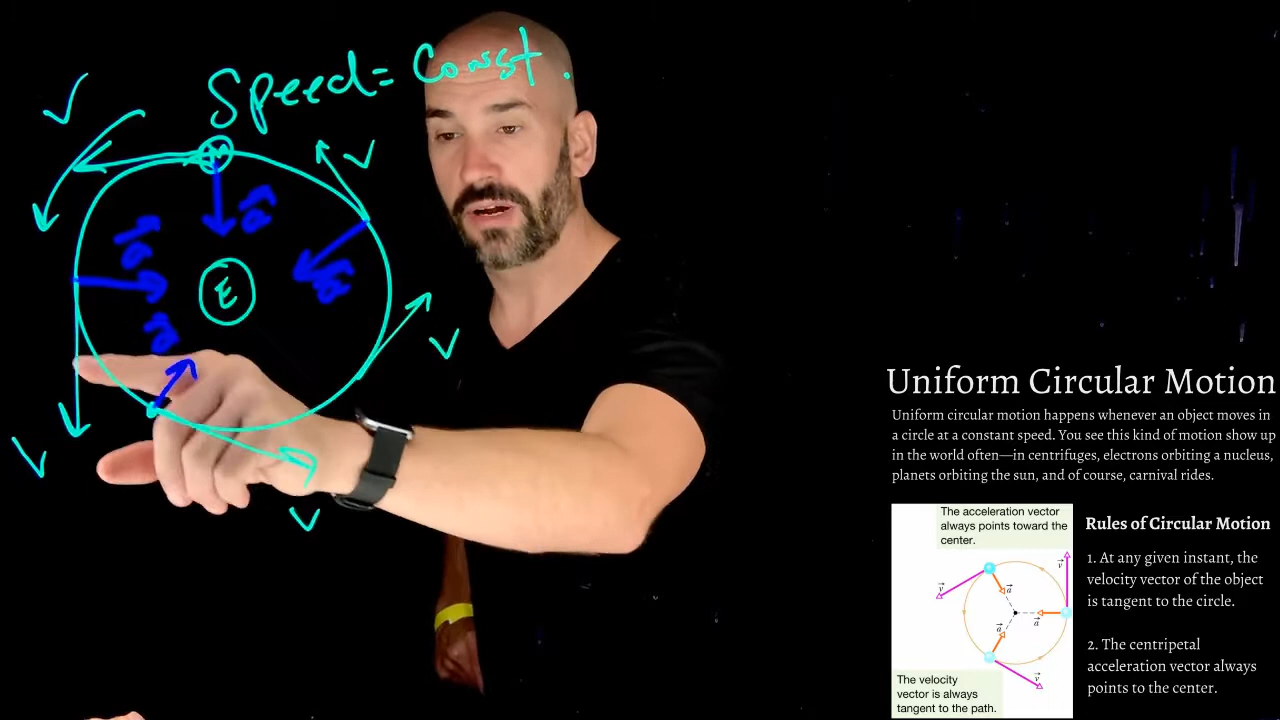 Speed = Const.
V
V
a
a
a
a
E
M
V
V
V
Uniform Circular Motion
Uniform circular motion happens whenever an object moves in
a circle at a constant speed. You see this kind of motion show up
in the world often—in centrifuges, electrons orbiting a nucleus,
planets orbiting the sun, and of course, carnival rides.
The acceleration vector
always points toward the
center.
v
v
a
a
a
v
The velocity
vector is always
tangent to the path.
Rules of Circular Motion
1. At any given instant, the
velocity vector of the object
is tangent to the circle.
2. The centripetal
acceleration vector always
points to the center.